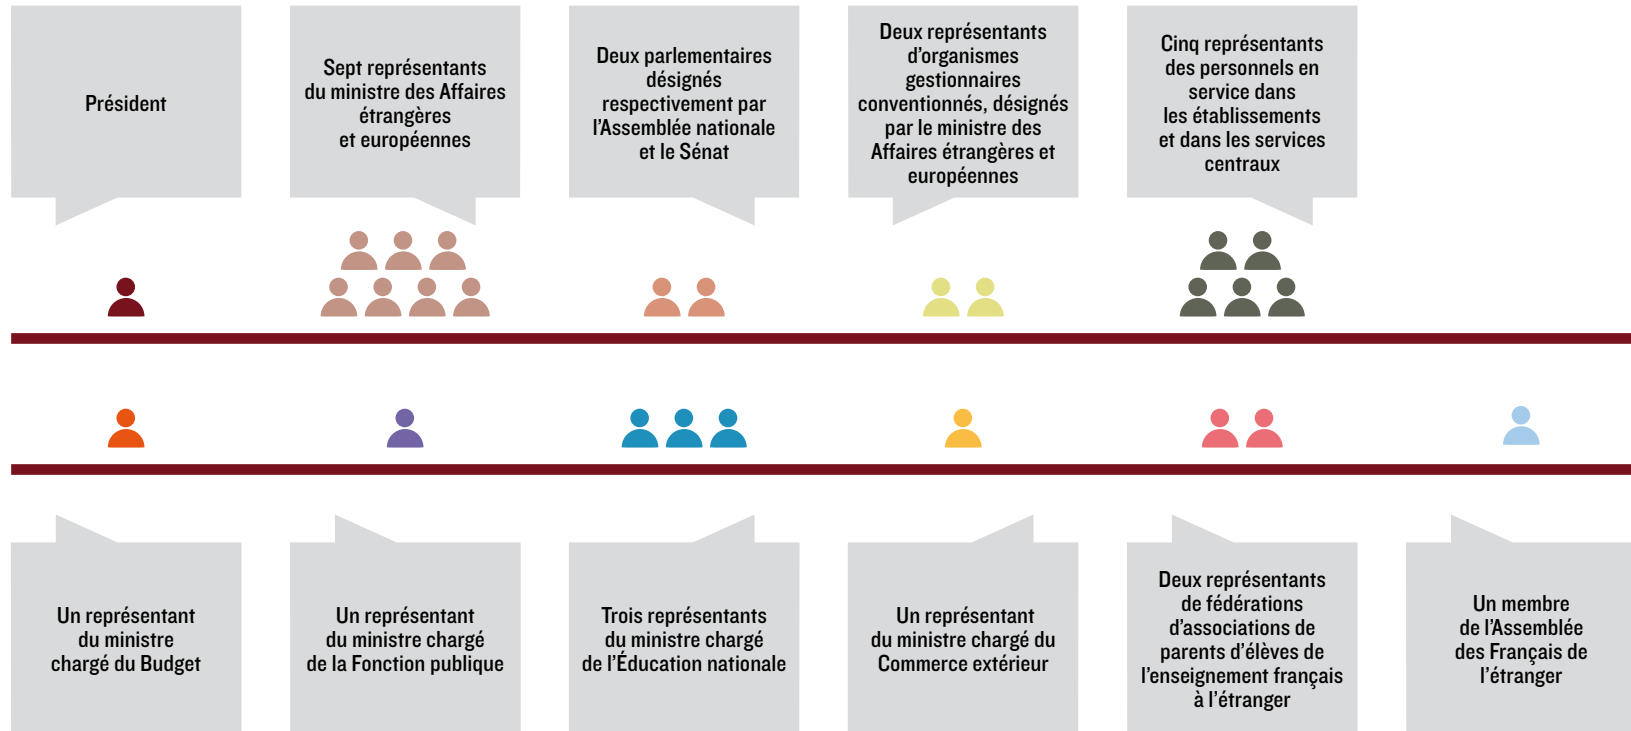 Président
Sept représentants
du ministre des Affaires
étrangères
et européennes
Deux parlementaires
désignés
respectivement par
l'Assemblée nationale
et le Sénat
Deux représentants
d'organismes
gestionnaires
conventionnés, désignés
par le ministre des
Affaires étrangères et
européennes
Cinq représentants
des personnels en
service dans
les établissements
et dans les services
centraux
Un représentant
du ministre
chargé du Budget
Un représentant
du ministre chargé
de la Fonction publique
Trois représentants
du ministre chargé
de l'Éducation nationale
Un représentant
du ministre chargé du
Commerce extérieur
Deux représentants
de fédérations
d'associations de
parents d'élèves de
l'enseignement français
à l'étranger
Un membre
de l'Assemblée
des Français de
l'étranger